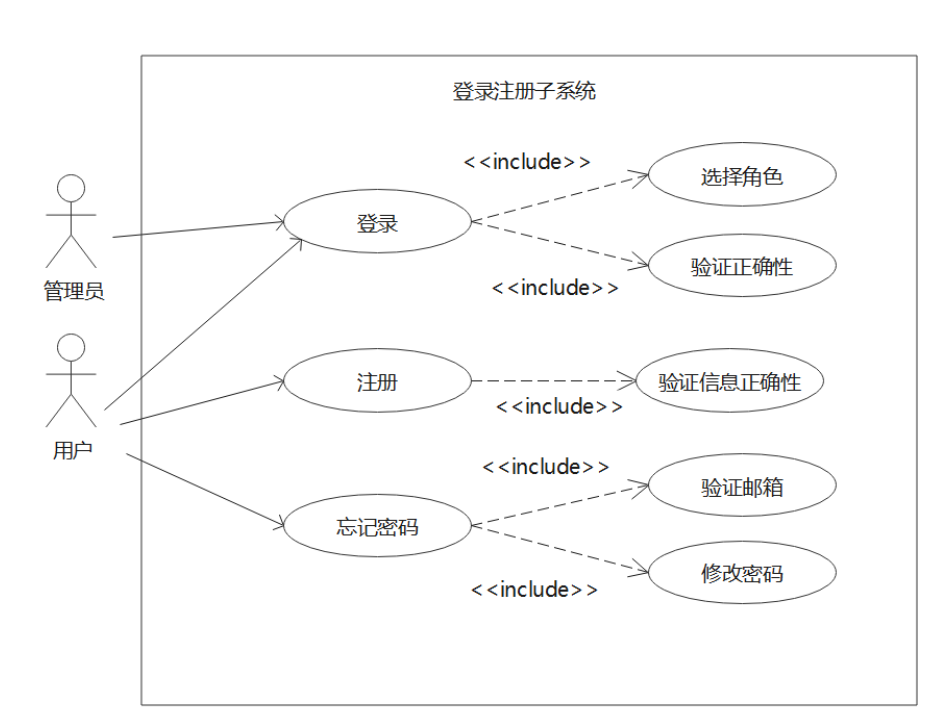 登录注册子系统
<<include>>
选择角色
登录
验证正确性
<<include>>
管理员
注册
验证信息正确性
<<include>>
用户
<<include>>
验证邮箱
忘记密码
修改密码
<<include>>